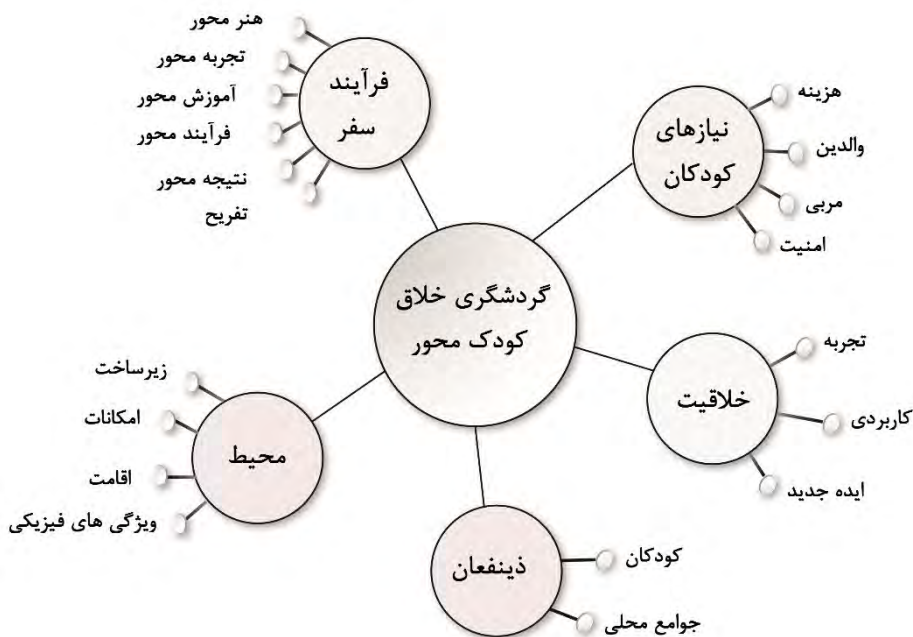 گردشگری خلاق
کودک محور
نیازهای
کودکان
هزینه
والدین
مربی
امنیت
خلاقیت
تجربه
کاربردی
ایده جدید
ذینفعان
کودکان
جوامع محلی
محیط
زیرساخت
امکانات
اقامت
ویژگی های فیزیکی
فرآیند
سفر
هنر محور
تجربه محور
آموزش محور
فرآیند محور
نتیجه محور
تفریح